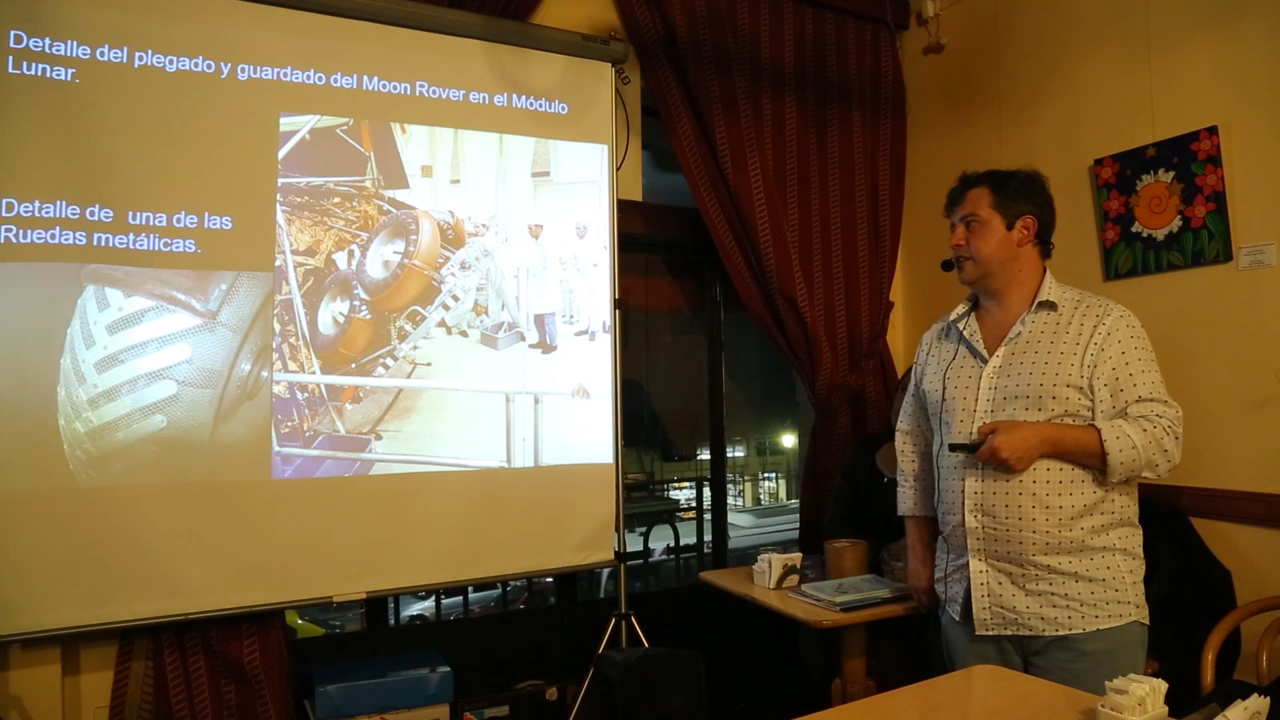 Detalle del plegado y guardado del Moon Rover en el Módulo
Lunar.
Detalle de una de las
Ruedas metálicas.